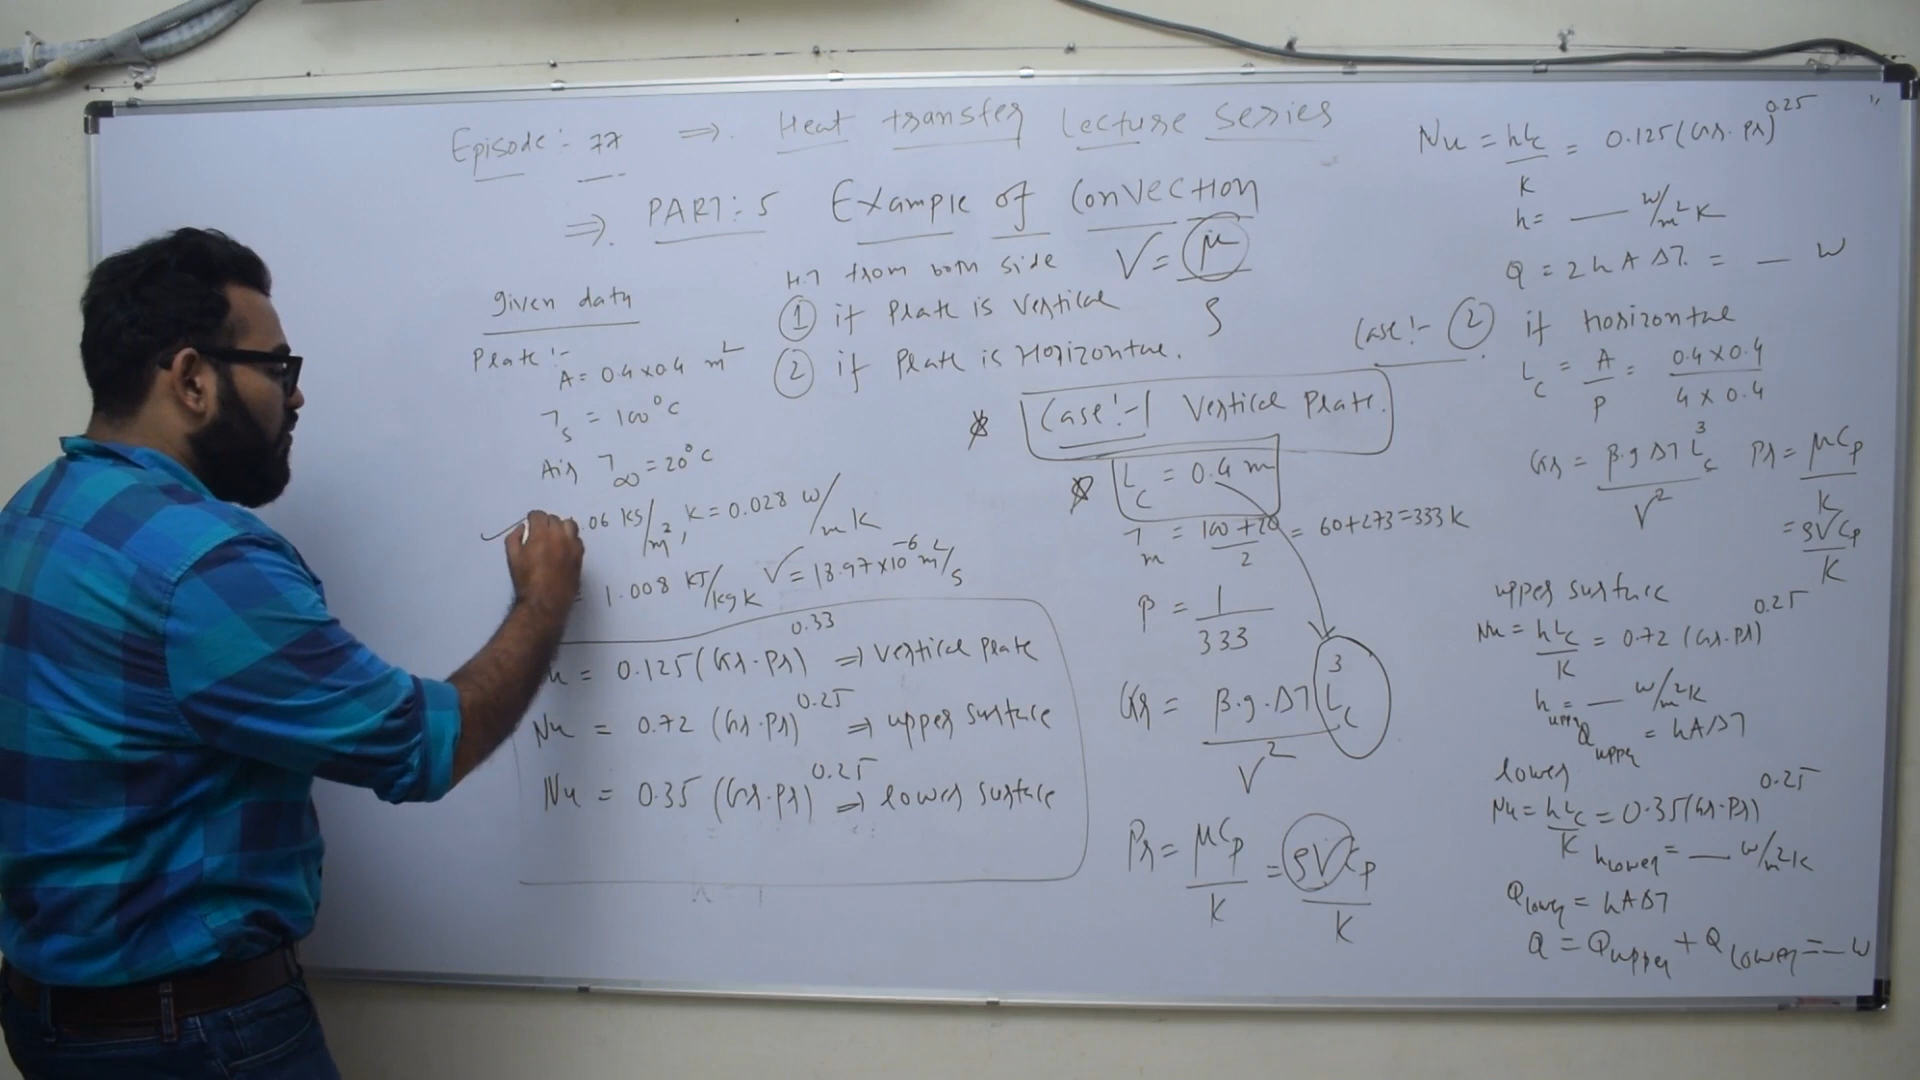 Episode:- 77 ⇒. Heat transfer Lecture Series
⇒. PART:- 5 Example of Convection
given data
Plate:-
A = 0.4 x 0.4 m²
Ts = 100°C
Air T∞ = 20°C
.06 kg/m³, K = 0.028 W/mK
= 1.008 KJ/kgK ν = 18.97 x 10⁻⁶ m²/s
H.T from both side
① if Plate is Vertical
② if Plate is Horizontal.
ν = μ/ρ
u = 0.125 (Gr.Pr)^0.33 ⇒ Vertical Plate
Nu = 0.72 (Gr.Pr)^0.25 ⇒ upper surface
Nu = 0.35 (Gr.Pr)^0.25 ⇒ lower surface
Case:-1 Vertical Plate.
Lc = 0.4 m
Tm = (100+20)/2 = 60+273=333 K
β = 1/333
Gr = β.g.ΔT Lc³/ν²
Pr = μCp/K = ρνCp/K
Nu = hLc/K = 0.125 (Gr.Pr)^0.25
h = — W/m²K
Q = 2hAΔT. = — W
Case:- ② if horizontal
Lc = A/P = 0.4 x 0.4/4 x 0.4
Gr = β.g ΔT Lc³/ν² Pr = μCp/K
= ρνCp/K
upper surface
Nu = hLc/K = 0.72 (Gr.Pr)^0.25
h upper = — W/m²K
Q upper = hAΔT
lower
Nu = hLc/K = 0.35 (Gr.Pr)^0.25
h lower = — W/m²K
Q lower = hAΔT
Q = Q upper + Q lower = — W